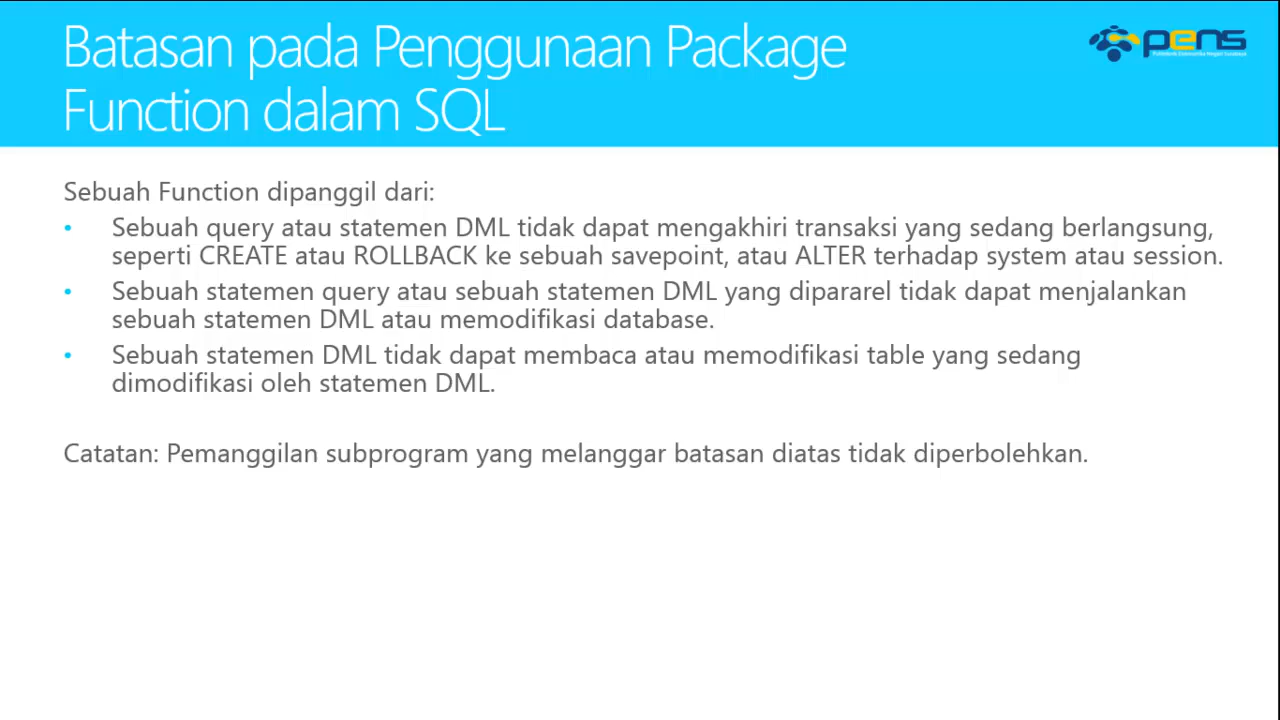 Batasan pada Penggunaan Package
Function dalam SQL
pens
Politeknik Elektronika Negeri Surabaya
Sebuah Function dipanggil dari:
• Sebuah query atau statemen DML tidak dapat mengakhiri transaksi yang sedang berlangsung,
seperti CREATE atau ROLLBACK ke sebuah savepoint, atau ALTER terhadap system atau session.
• Sebuah statemen query atau sebuah statemen DML yang dipararel tidak dapat menjalankan
sebuah statemen DML atau memodifikasi database.
• Sebuah statemen DML tidak dapat membaca atau memodifikasi table yang sedang
dimodifikasi oleh statemen DML.
Catatan: Pemanggilan subprogram yang melanggar batasan diatas tidak diperbolehkan.